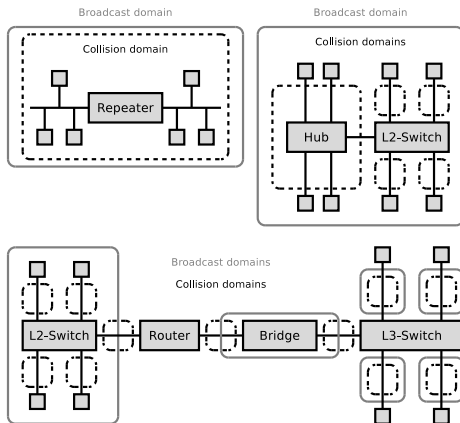 Broadcast domain
Collision domain
Repeater
Broadcast domain
Collision domains
Hub
L2-Switch
Broadcast domains
Collision domains
L2-Switch
Router
Bridge
L3-Switch